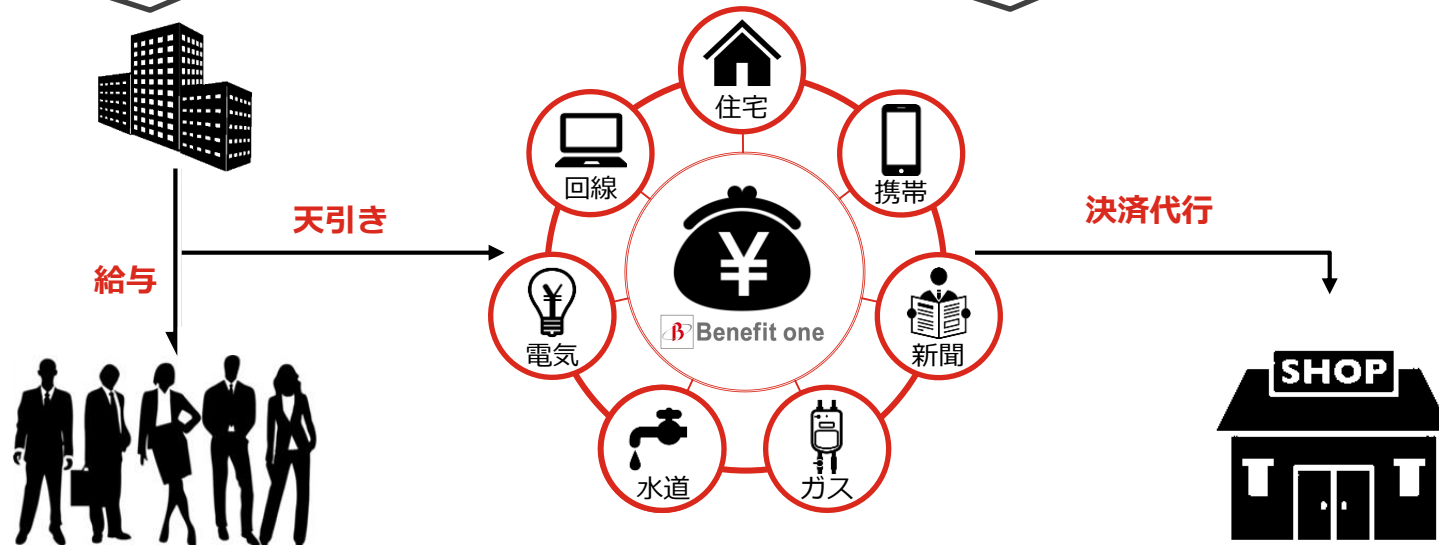 住宅
回線
携帯
天引き
決済代行
給与
¥
¥
β Benefit one
電気
新聞
SHOP
水道
ガス